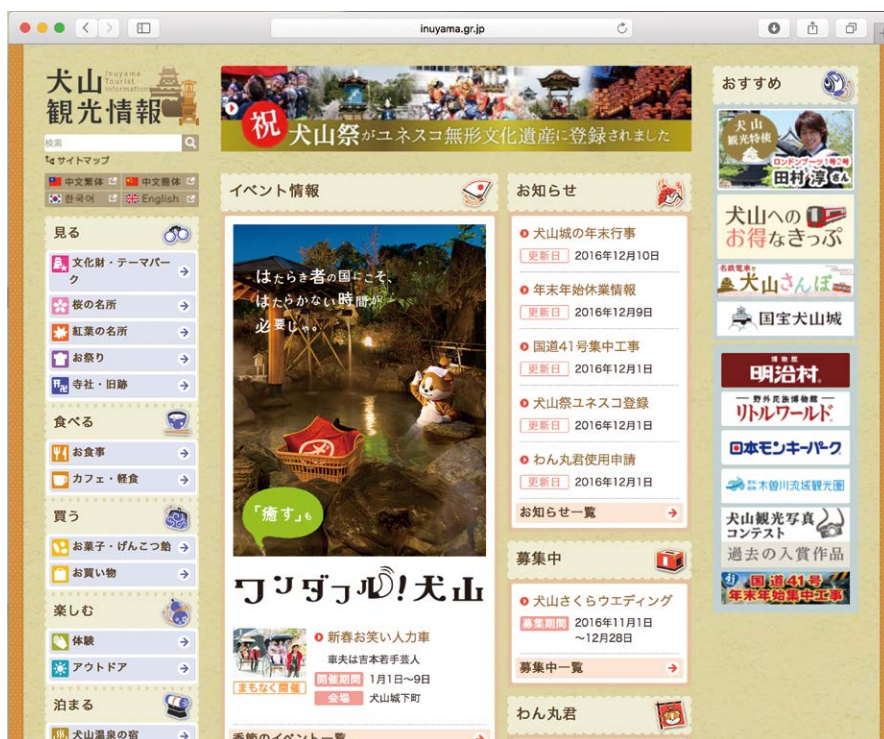 inuyama.gr.jp
犬山
Inuyama
Tourist
Information
観光情報
検索
サイトマップ
中文繁体
中文簡体
한국어
English
見る
文化財・テーマパー
ク
桜の名所
紅葉の名所
お祭り
寺社・旧跡
食べる
お食事
カフェ・軽食
買う
お菓子・げんこつ飴
お買い物
楽しむ
体験
アウトドア
泊まる
犬山温泉の宿
祝 犬山祭がユネスコ無形文化遺産に登録されました
イベント情報
はたらき者の国にこそ、
はたらかない時間が
必要じゃ。
「癒す」も
ワンダフル!犬山
新春お笑い人力車
車夫は吉本若手芸人
開催期間 1月1日〜9日
会場 犬山城下町
まもなく開催
季節のイベント一覧
お知らせ
犬山城の年末行事
更新日 2016年12月10日
年末年始休業情報
更新日 2016年12月9日
国道41号集中工事
更新日 2016年12月1日
犬山祭ユネスコ登録
更新日 2016年12月1日
わん丸君使用申請
更新日 2016年12月1日
お知らせ一覧
募集中
犬山さくらウエディング
募集期間 2016年11月1日
〜12月28日
募集中一覧
わん丸君
おすすめ
犬山
観光特使
ロンドンブーツ1号2号
田村 淳さん
犬山への
お得なきっぷ
名鉄電車で
犬山さんぽ
国宝犬山城
博物館
明治村
野外民族博物館
リトルワールド
日本モンキーパーク
木曽川流域観光圏
犬山観光写真
コンテスト
過去の入賞作品
国道41号
年末年始集中工事